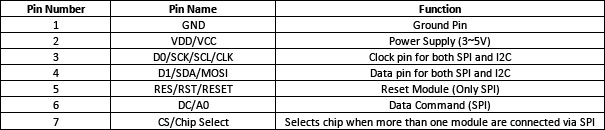 Pin Number Pin Name Function
1 GND Ground Pin
2 VDD/VCC Power Supply (3~5V)
3 D0/SCK/SCL/CLK Clock pin for both SPI and I2C
4 D1/SDA/MOSI Data pin for both SPI and I2C
5 RES/RST/RESET Reset Module (Only SPI)
6 DC/A0 Data Command (SPI)
7 CS/Chip Select Selects chip when more than one module are connected via SPI